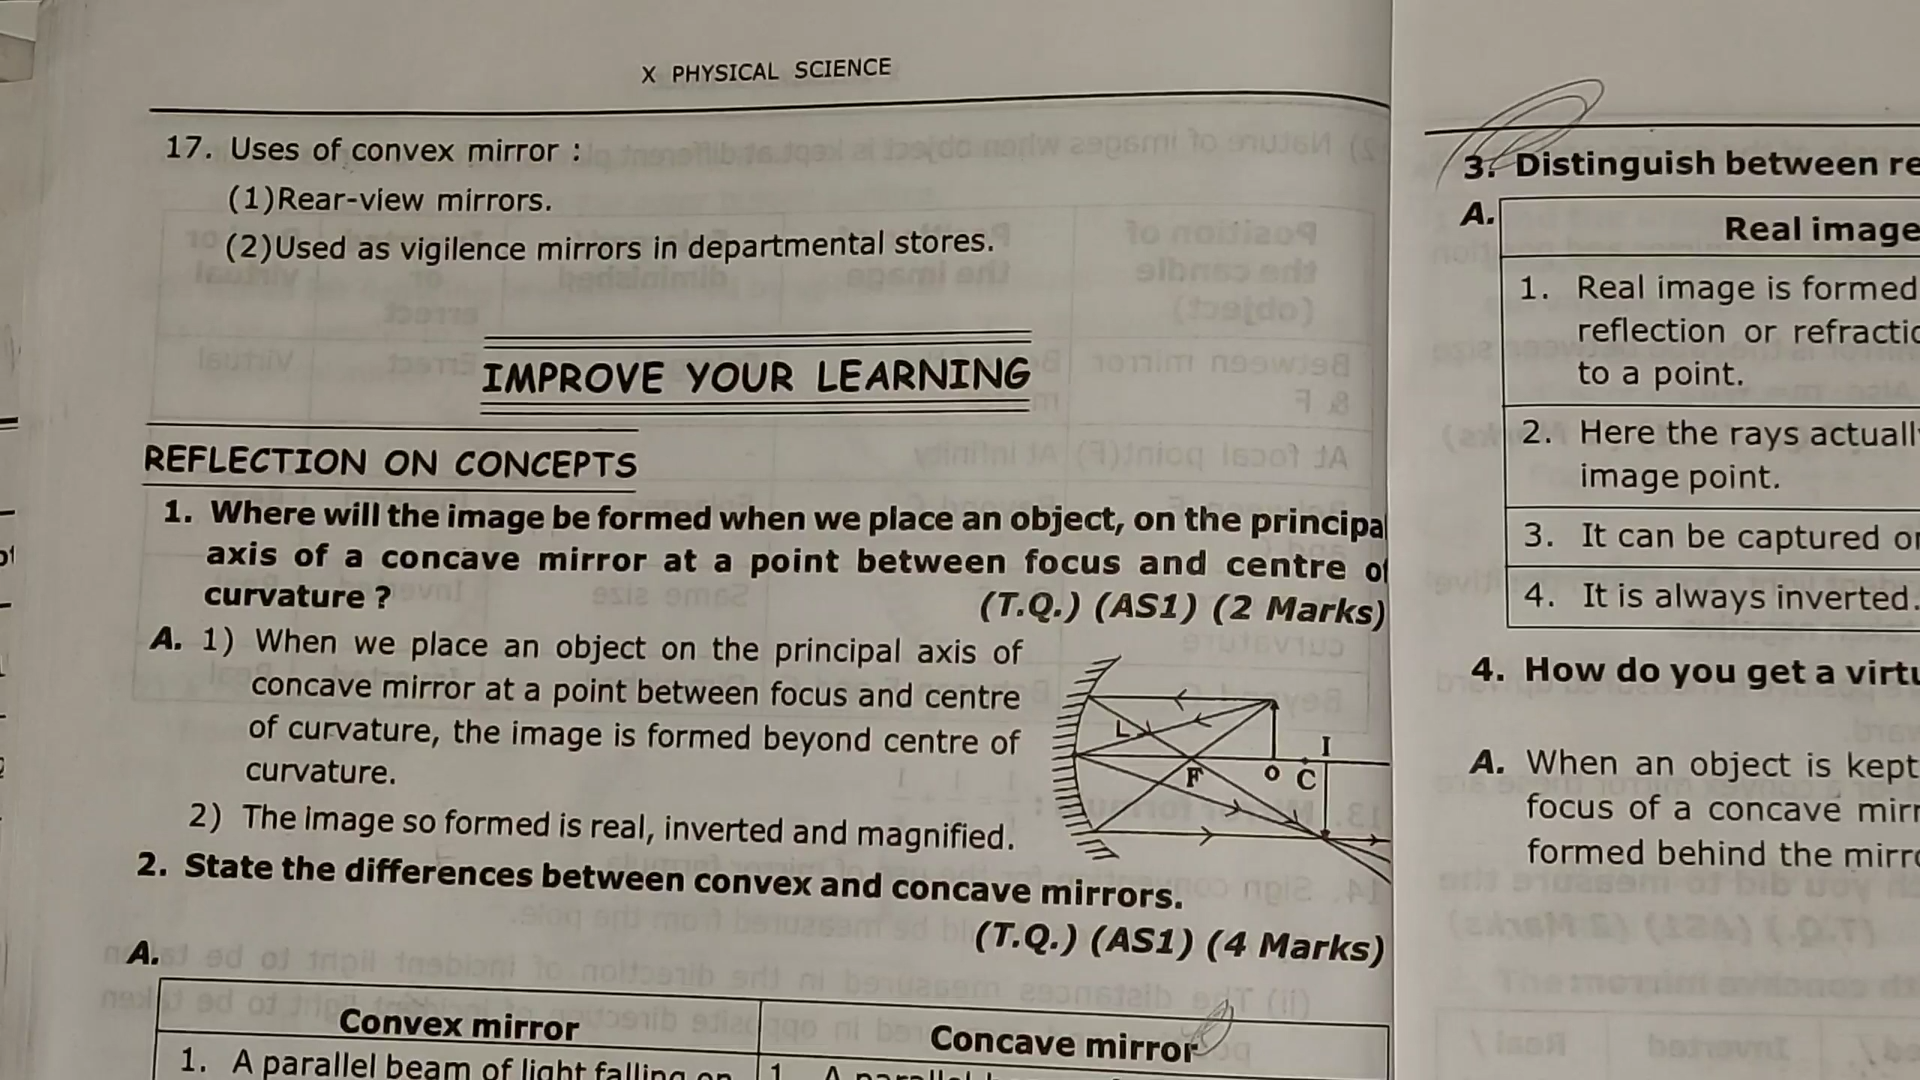 X PHYSICAL SCIENCE
17. Uses of convex mirror :
(1)Rear-view mirrors.
(2)Used as vigilence mirrors in departmental stores.
IMPROVE YOUR LEARNING
REFLECTION ON CONCEPTS
1. Where will the image be formed when we place an object, on the principa
axis of a concave mirror at a point between focus and centre of
curvature ?
(T.Q.) (AS1) (2 Marks)
A. 1) When we place an object on the principal axis of
concave mirror at a point between focus and centre
of curvature, the image is formed beyond centre of
curvature.
2) The image so formed is real, inverted and magnified.
L
F
O
C
I
2. State the differences between convex and concave mirrors.
(T.Q.) (AS1) (4 Marks)
A.
Convex mirror
Concave mirror
1. A parallel beam of light falling on
1. A
3. Distinguish between re
A.
Real image
1. Real image is formed
reflection or refractio
to a point.
2. Here the rays actuall
image point.
3. It can be captured o
4. It is always inverted.
4. How do you get a virtu
A. When an object is kept
focus of a concave mirr
formed behind the mirro